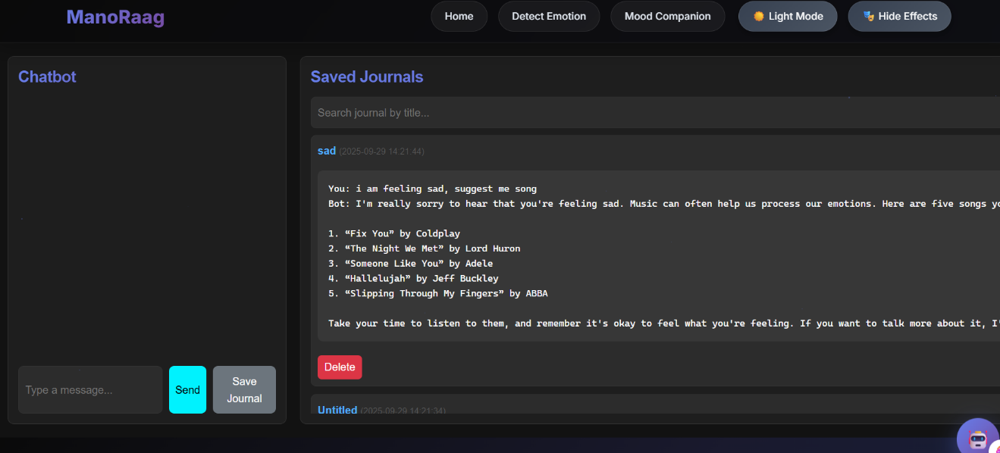 ManoRaag
Home
Detect Emotion
Mood Companion
Light Mode
Hide Effects
Chatbot
Type a message...
Send
Save
Journal
Saved Journals
Search journal by title...
sad (2025-09-29 14:21:44)
You: i am feeling sad, suggest me song
Bot: I'm really sorry to hear that you're feeling sad. Music can often help us process our emotions. Here are five songs
1. “Fix You” by Coldplay
2. “The Night We Met” by Lord Huron
3. “Someone Like You” by Adele
4. “Hallelujah” by Jeff Buckley
5. “Slipping Through My Fingers” by ABBA
Take your time to listen to them, and remember it's okay to feel what you're feeling. If you want to talk more about it,
Delete
Untitled (2025-09-29 14:21:34)